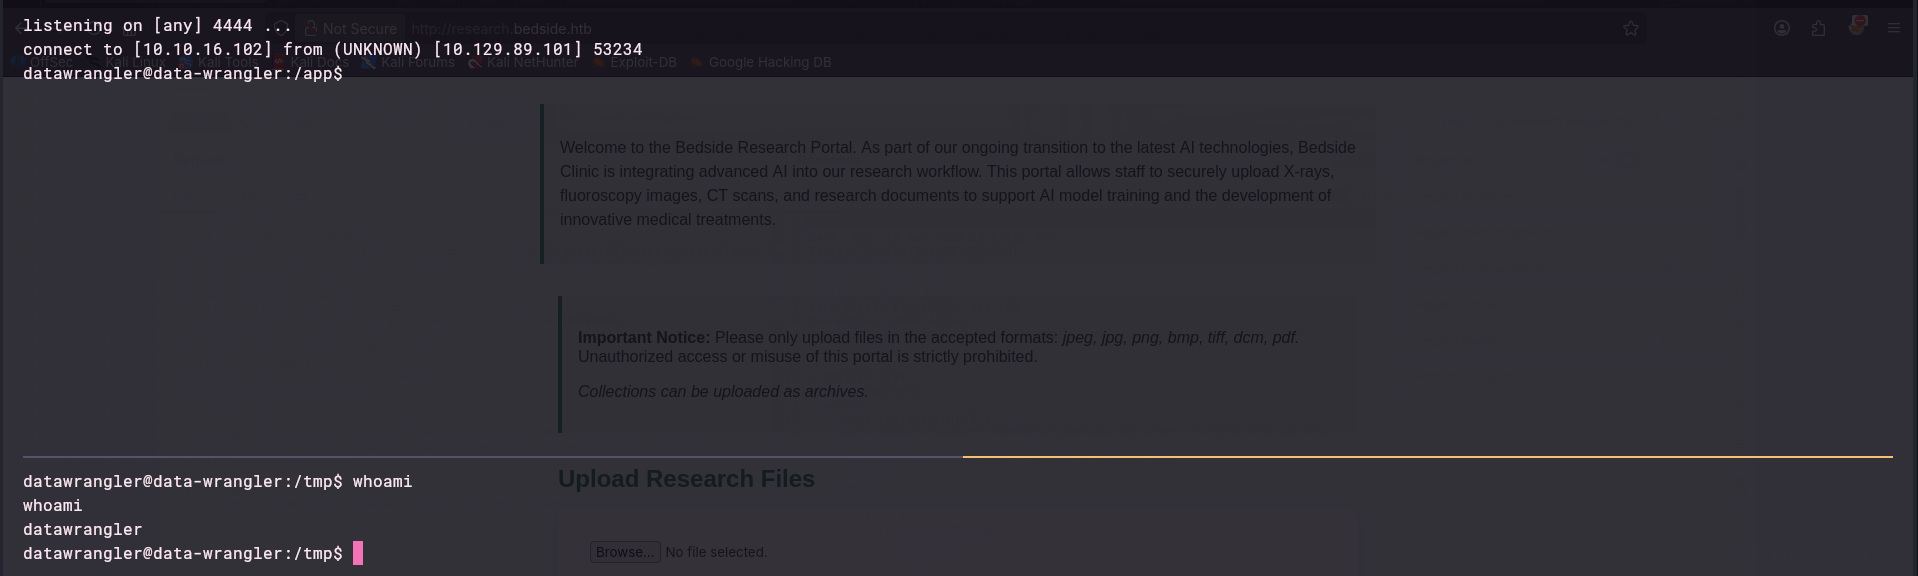 listening on [any] 4444 ...
Not Secure http://research.bedside.htb
connect to [10.10.16.102] from (UNKNOWN) [10.129.89.101] 53234
OffSec Kali Linux Kali Tools Kali Docs Kali Forums Kali NetHunter Exploit-DB Google Hacking DB
datawrangler@data-wrangler:/app$
Welcome to the Bedside Research Portal. As part of our ongoing transition to the latest AI technologies, Bedside
Clinic is integrating advanced AI into our research workflow. This portal allows staff to securely upload X-rays,
fluoroscopy images, CT scans, and research documents to support AI model training and the development of
innovative medical treatments.
Important Notice: Please only upload files in the accepted formats: jpeg, jpg, png, bmp, tiff, dcm, pdf.
Unauthorized access or misuse of this portal is strictly prohibited.
Collections can be uploaded as archives.
Upload Research Files
datawrangler@data-wrangler:/tmp$ whoami
whoami
datawrangler
datawrangler@data-wrangler:/tmp$
Browse... No file selected.